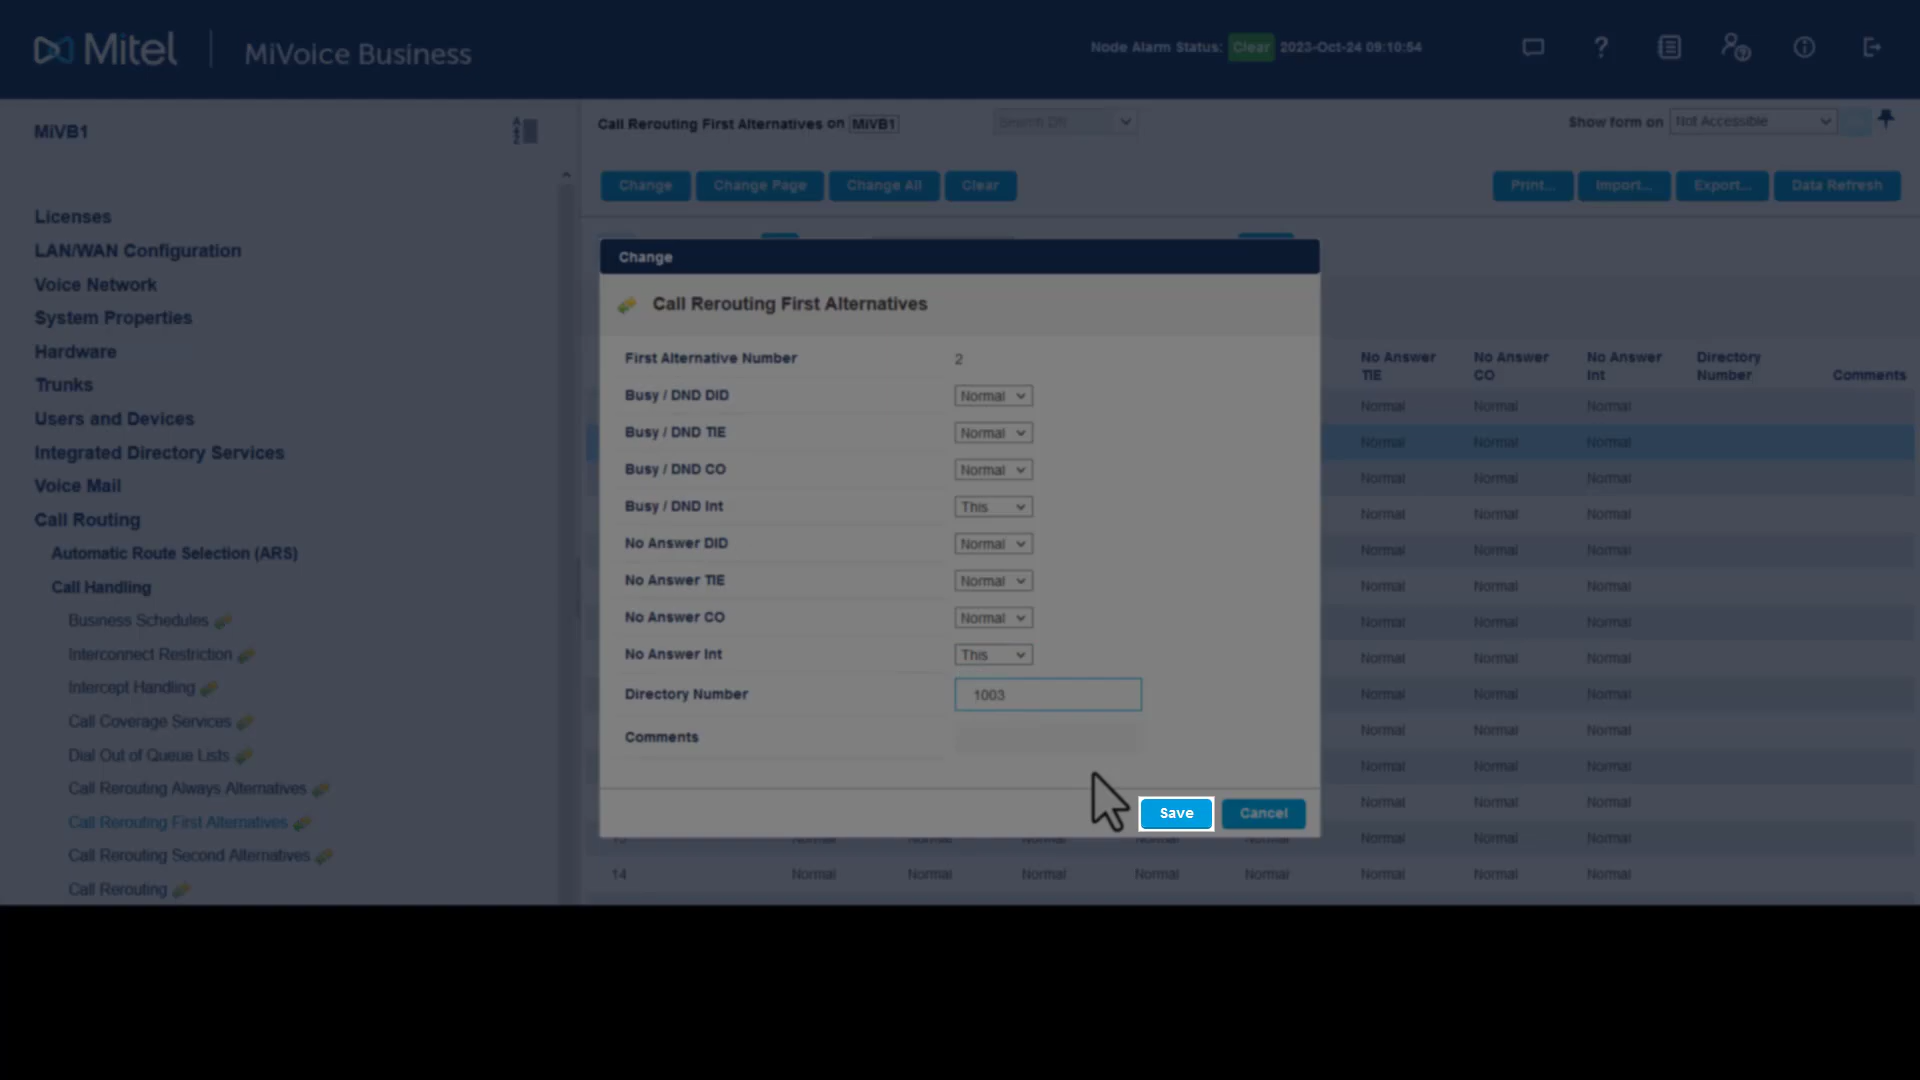 Mitel
MiVoice Business
Node Alarm Status: Clear 2023-Oct-24 09:10:54
MiVB1
Call Rerouting First Alternatives on MiVB1
Search DN
Show form on Not Accessible
Change
Change Page
Change All
Clear
Print...
Import...
Export...
Data Refresh
Licenses
LAN/WAN Configuration
Voice Network
System Properties
Hardware
Trunks
Users and Devices
Integrated Directory Services
Voice Mail
Call Routing
Automatic Route Selection (ARS)
Call Handling
Business Schedules
Interconnect Restriction
Intercept Handling
Call Coverage Services
Dial Out of Queue Lists
Call Rerouting Always Alternatives
Call Rerouting First Alternatives
Call Rerouting Second Alternatives
Call Rerouting
Change
Call Rerouting First Alternatives
First Alternative Number 2
Busy / DND DID Normal
Busy / DND TIE Normal
Busy / DND CO Normal
Busy / DND Int This
No Answer DID Normal
No Answer TIE Normal
No Answer CO Normal
No Answer Int This
Directory Number 1003
Comments
Save
Cancel
No Answer TIE
No Answer CO
No Answer Int
Directory Number
Comments
Normal Normal Normal
Normal Normal Normal
Normal Normal Normal
Normal Normal Normal
Normal Normal Normal
Normal Normal Normal
Normal Normal Normal
Normal Normal Normal
Normal Normal Normal
Normal Normal Normal
Normal Normal Normal
Normal Normal Normal
Normal Normal Normal Normal Normal Normal Normal Normal
14 Normal Normal Normal Normal Normal Normal Normal Normal